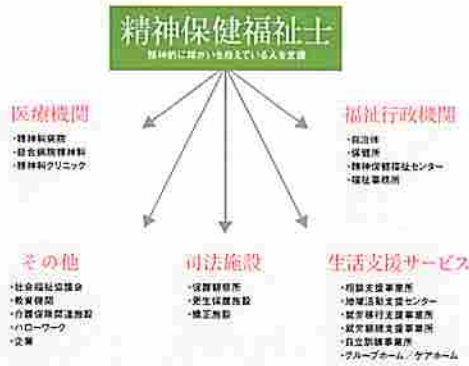 精神保健福祉士
精神的に障がいを抱えている人を支援
医療機関
・精神科病院
・総合病院精神科
・精神科クリニック
福祉行政機関
・自治体
・保健所
・精神保健福祉センター
・福祉事務所
その他
・社会福祉協議会
・教育機関
・介護保険関連施設
・ハローワーク
・企業
司法施設
・保護観察所
・更生保護施設
・矯正施設
生活支援サービス
・相談支援事業所
・地域活動支援センター
・就労移行支援事業所
・就労継続支援事業所
・自立訓練事業所
・グループホーム／ケアホーム